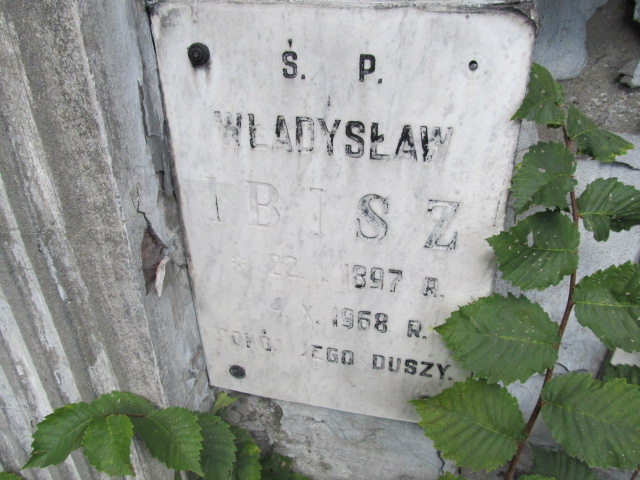 Ś. P.
WŁADYSŁAW
IBISZ
* 22 I 1897 R.
4. X. 1968 R.
POKÓJ JEGO DUSZY.